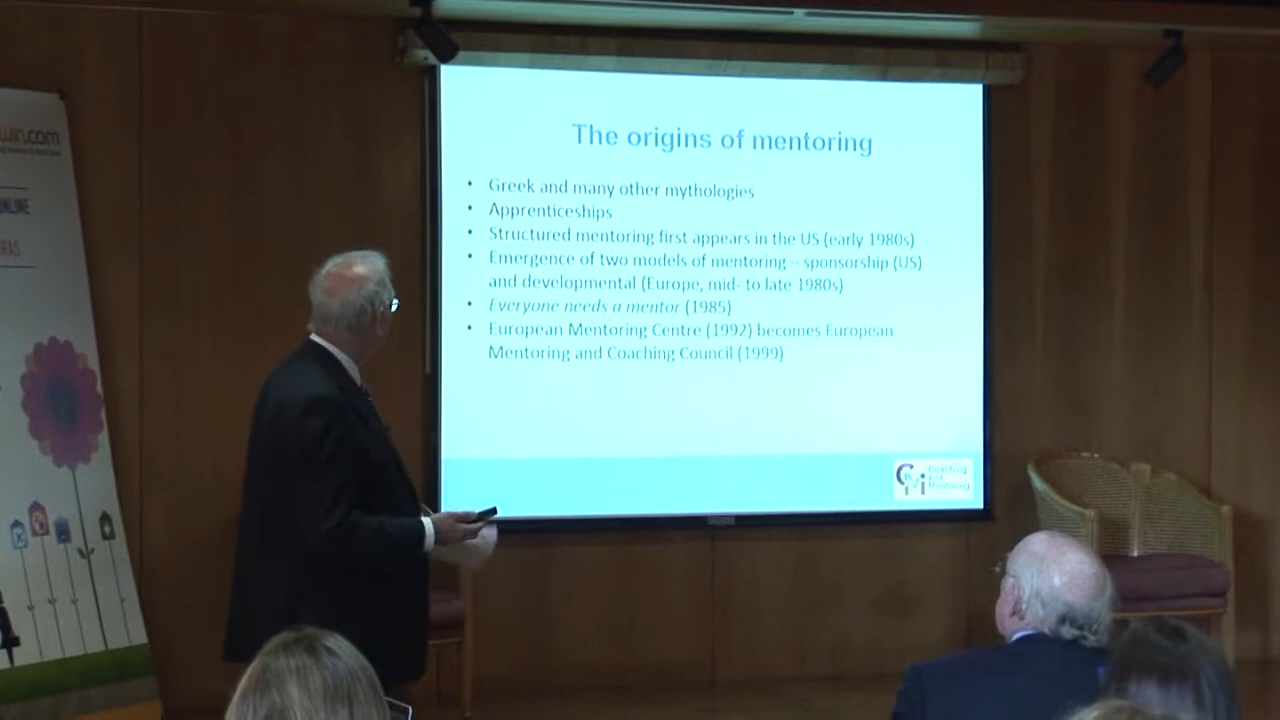 win.com
NLINE
The origins of mentoring
• Greek and many other mythologies
• Apprenticeships
• Structured mentoring first appears in the US (early 1980s)
• Emergence of two models of mentoring – sponsorship (US)
and developmental (Europe, mid- to late 1980s)
• Everyone needs a mentor (1985)
• European Mentoring Centre (1992) becomes European
Mentoring and Coaching Council (1999)
Coaching
and
Mentoring